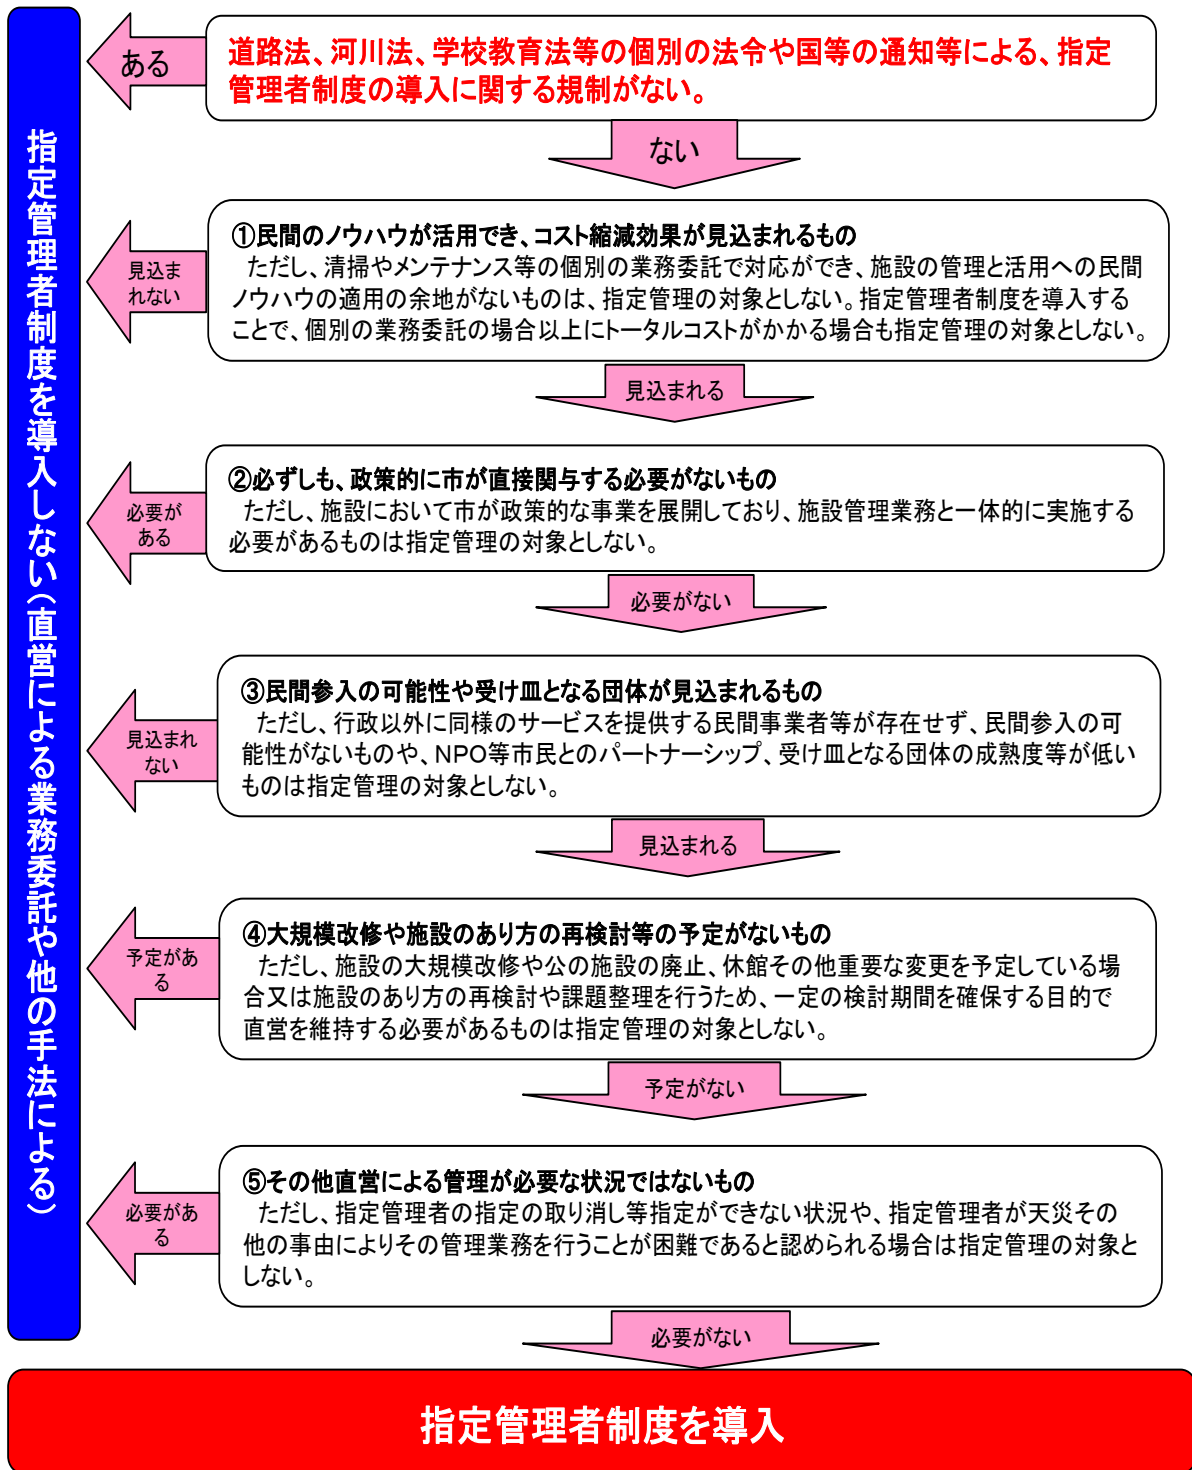 指定管理者制度を導入しない（直営による業務委託や他の手法による）
道路法、河川法、学校教育法等の個別の法令や国等の通知等による、指定
管理者制度の導入に関する規制がない。
ある
ない
①民間のノウハウが活用でき、コスト縮減効果が見込まれるもの
ただし、清掃やメンテナンス等の個別の業務委託で対応ができ、施設の管理と活用への民間
ノウハウの適用の余地がないものは、指定管理の対象としない。指定管理者制度を導入する
ことで、個別の業務委託の場合以上にトータルコストがかかる場合も指定管理の対象としない。
見込ま
れない
見込まれる
②必ずしも、政策的に市が直接関与する必要がないもの
ただし、施設において市が政策的な事業を展開しており、施設管理業務と一体的に実施する
必要があるものは指定管理の対象としない。
必要が
ある
必要がない
③民間参入の可能性や受け皿となる団体が見込まれるもの
ただし、行政以外に同様のサービスを提供する民間事業者等が存在せず、民間参入の可
能性がないものや、NPO等市民とのパートナーシップ、受け皿となる団体の成熟度等が低い
ものは指定管理の対象としない。
見込まれ
ない
見込まれる
④大規模改修や施設のあり方の再検討等の予定がないもの
ただし、施設の大規模改修や公の施設の廃止、休館その他重要な変更を予定している場
合又は施設のあり方の再検討や課題整理を行うため、一定の検討期間を確保する目的で
直営を維持する必要があるものは指定管理の対象としない。
予定があ
る
予定がない
⑤その他直営による管理が必要な状況ではないもの
ただし、指定管理者の指定の取り消し等指定ができない状況や、指定管理者が天災その
他の事由によりその管理業務を行うことが困難であると認められる場合は指定管理の対象と
しない。
必要があ
る
必要がない
指定管理者制度を導入